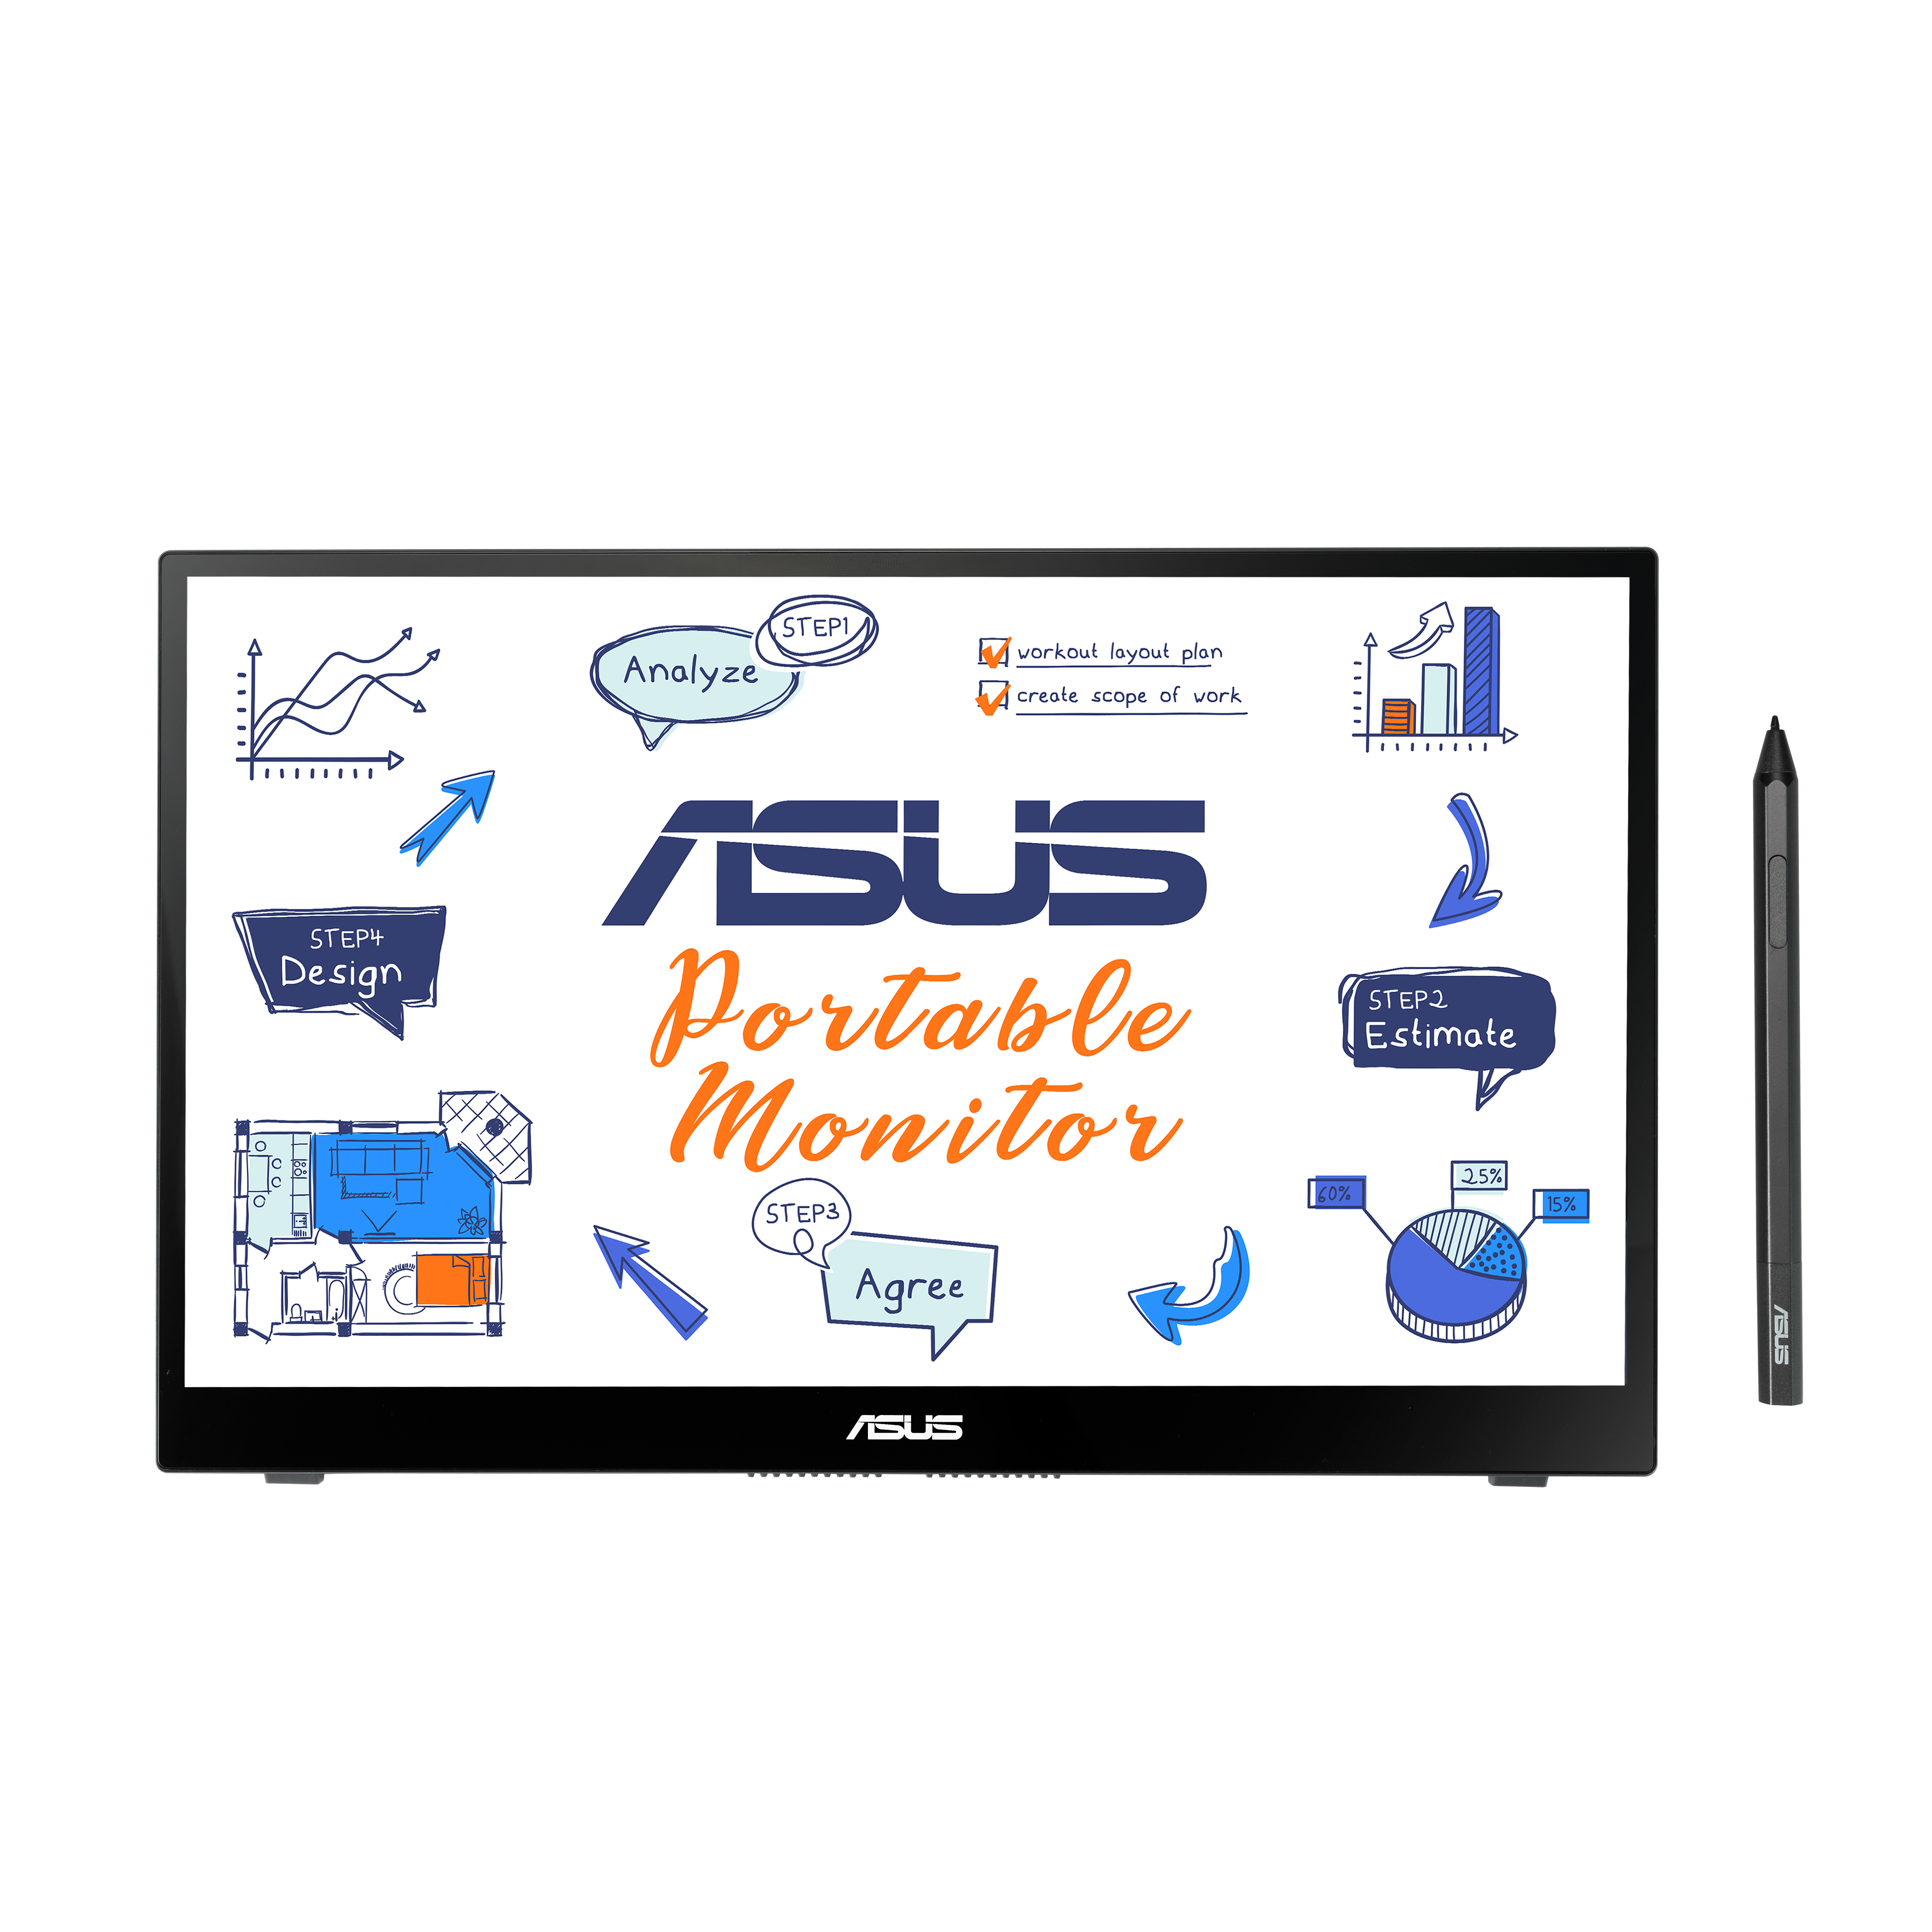 STEP1
Analyze
workout layout plan
create scope of work
ASUS
Portable
Monitor
STEP4
Design
STEP2
Estimate
60%
25%
15%
STEP3
Agree
ASUS
ASUS